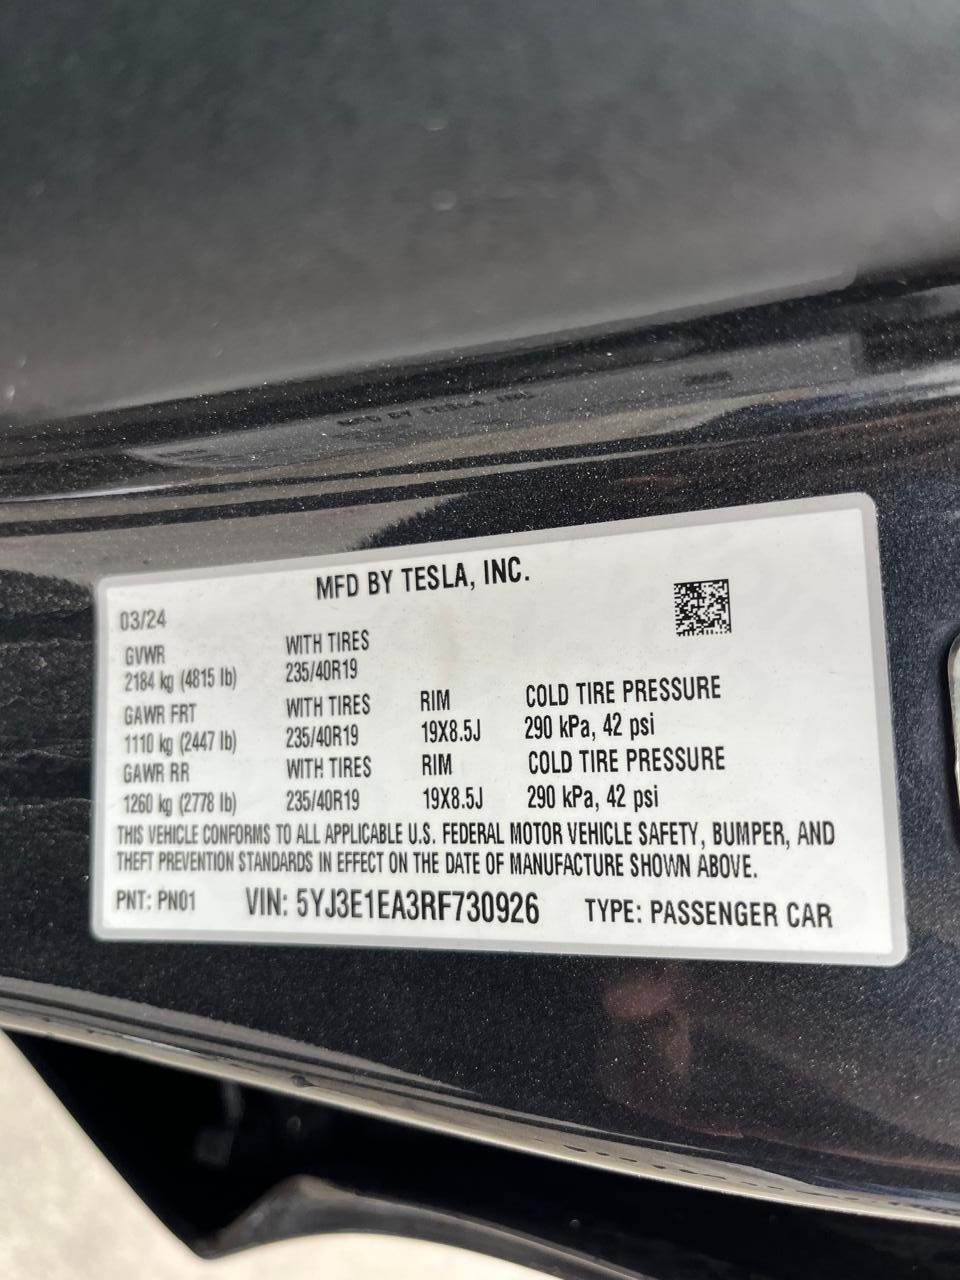 MFD BY TESLA, INC.
03/24
GVWR WITH TIRES
2184 kg (4815 lb) 235/40R19
GAWR FRT WITH TIRES RIM COLD TIRE PRESSURE
1110 kg (2447 lb) 235/40R19 19X8.5J 290 kPa, 42 psi
GAWR RR WITH TIRES RIM COLD TIRE PRESSURE
1260 kg (2778 lb) 235/40R19 19X8.5J 290 kPa, 42 psi
THIS VEHICLE CONFORMS TO ALL APPLICABLE U.S. FEDERAL MOTOR VEHICLE SAFETY, BUMPER, AND
THEFT PREVENTION STANDARDS IN EFFECT ON THE DATE OF MANUFACTURE SHOWN ABOVE.
PNT: PN01 VIN: 5YJ3E1EA3RF730926 TYPE: PASSENGER CAR